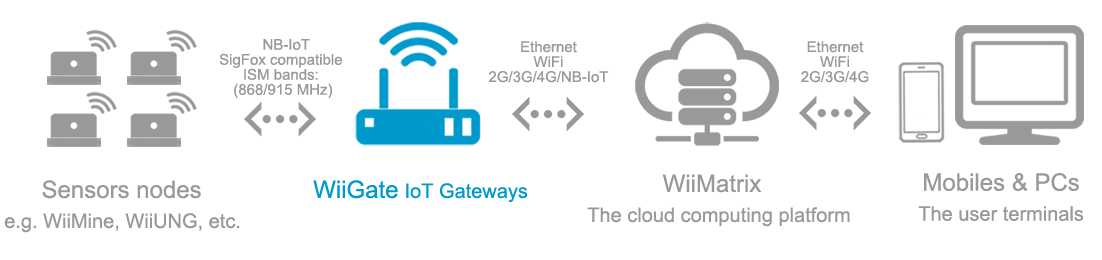 NB-IoT
SigFox compatible
ISM bands:
(868/915 MHz)
Ethernet
WiFi
2G/3G/4G/NB-IoT
Ethernet
WiFi
2G/3G/4G
Sensors nodes
e.g. WiiMine, WiiUNG, etc.
WiiGate IoT Gateways
WiiMatrix
The cloud computing platform
Mobiles & PCs
The user terminals